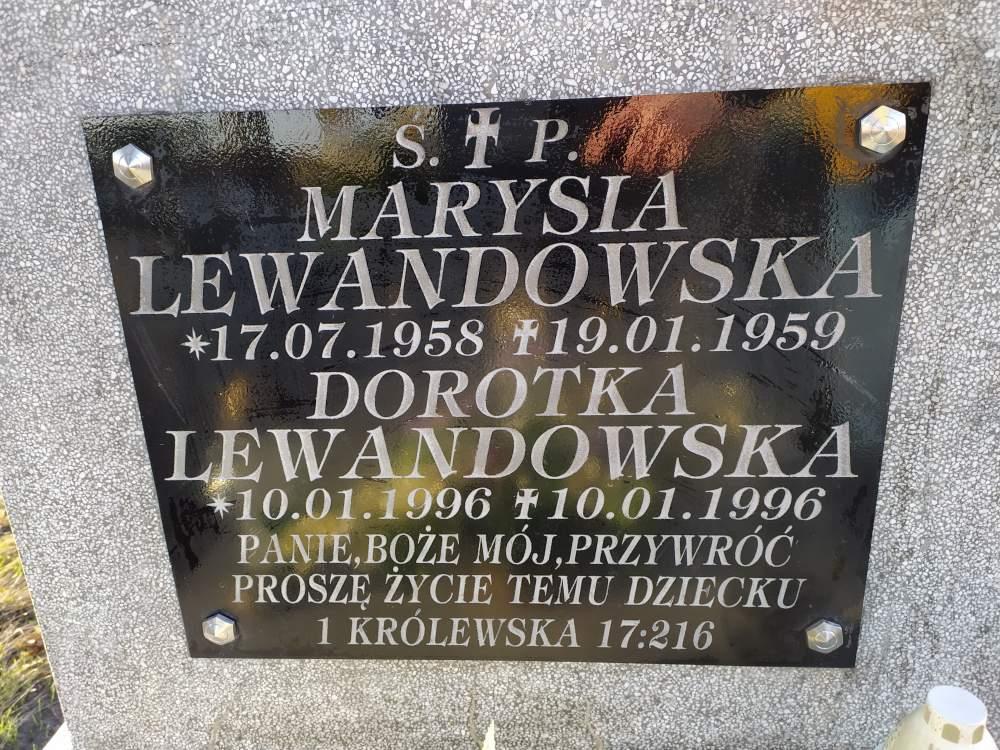 Ś. ✝ P.
MARYSIA
LEWANDOWSKA
*17.07.1958 ✝19.01.1959
DOROTKA
LEWANDOWSKA
*10.01.1996 ✝10.01.1996
PANIE,BOŻE MÓJ,PRZYWRÓĆ
PROSZĘ ŻYCIE TEMU DZIECKU
1 KRÓLEWSKA 17:216